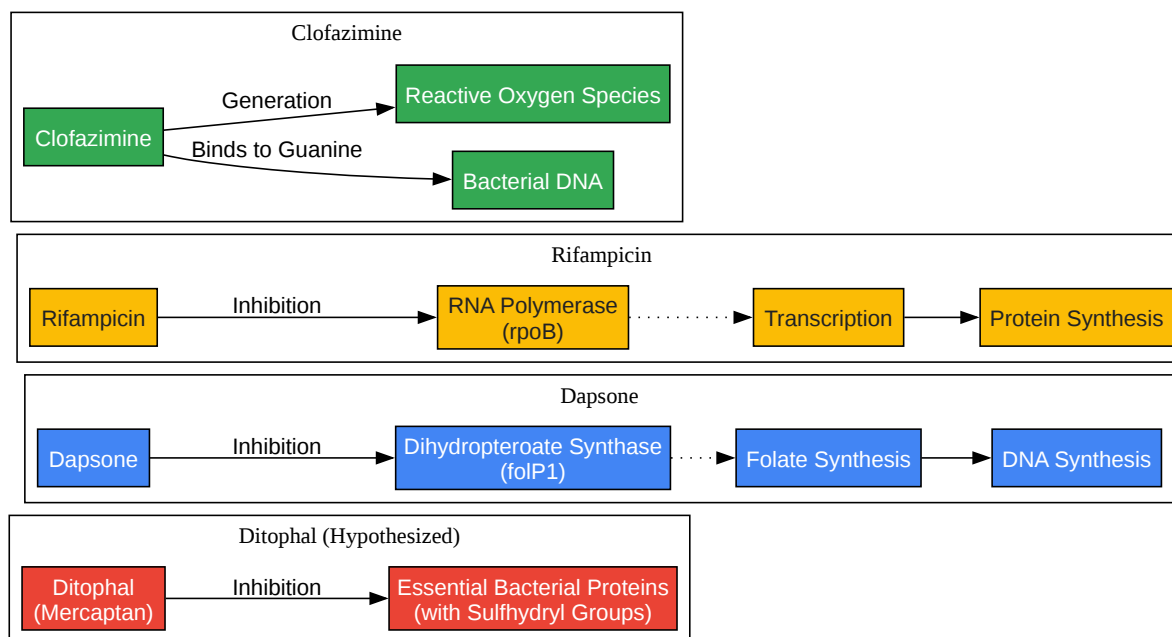 Clofazimine
Clofazimine
Generation
Reactive Oxygen Species
Binds to Guanine
Bacterial DNA
Rifampicin
Rifampicin
Inhibition
RNA Polymerase
(rpoB)
Transcription
Protein Synthesis
Dapsone
Dapsone
Inhibition
Dihydropteroate Synthase
(folP1)
Folate Synthesis
DNA Synthesis
Ditophal (Hypothesized)
Ditophal
(Mercaptan)
Inhibition
Essential Bacterial Proteins
(with Sulfhydryl Groups)